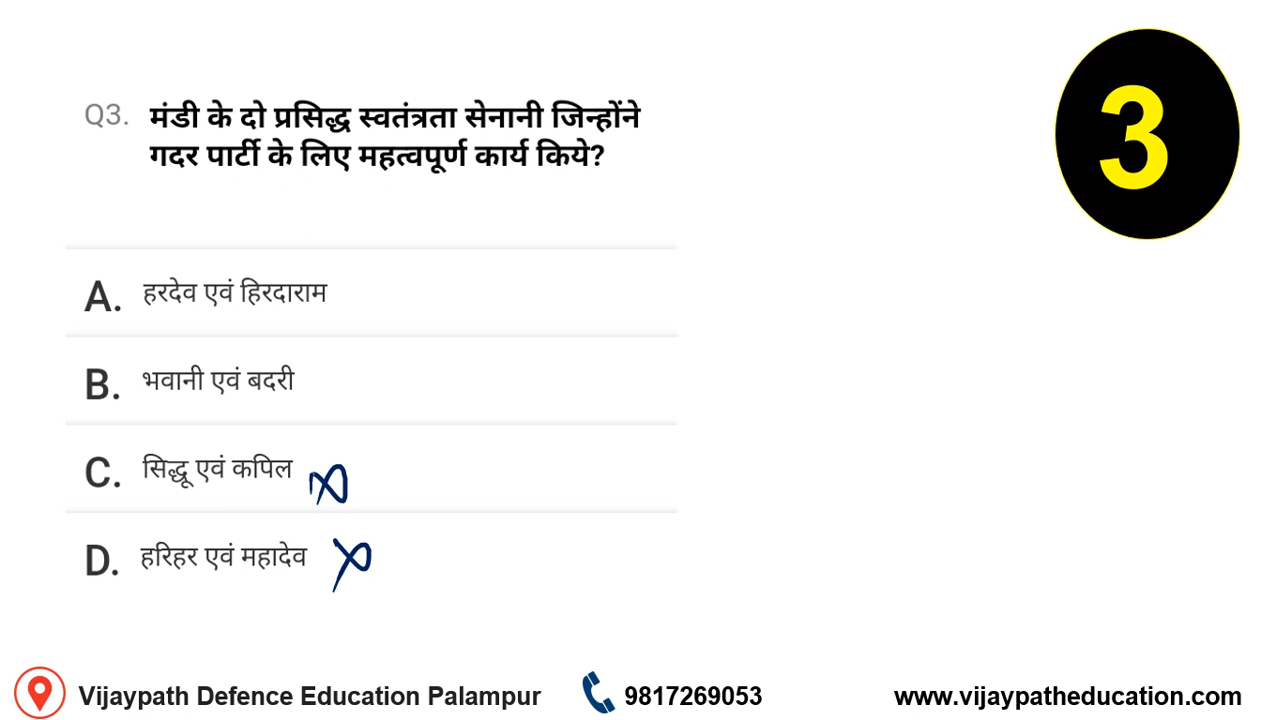 3
Q3. मंडी के दो प्रसिद्ध स्वतंत्रता सेनानी जिन्होंने
गदर पार्टी के लिए महत्वपूर्ण कार्य किये?
A. हरदेव एवं हिरदाराम
B. भवानी एवं बदरी
C. सिद्धू एवं कपिल
D. हरिहर एवं महादेव
Vijaypath Defence Education Palampur 9817269053 www.vijaypatheducation.com